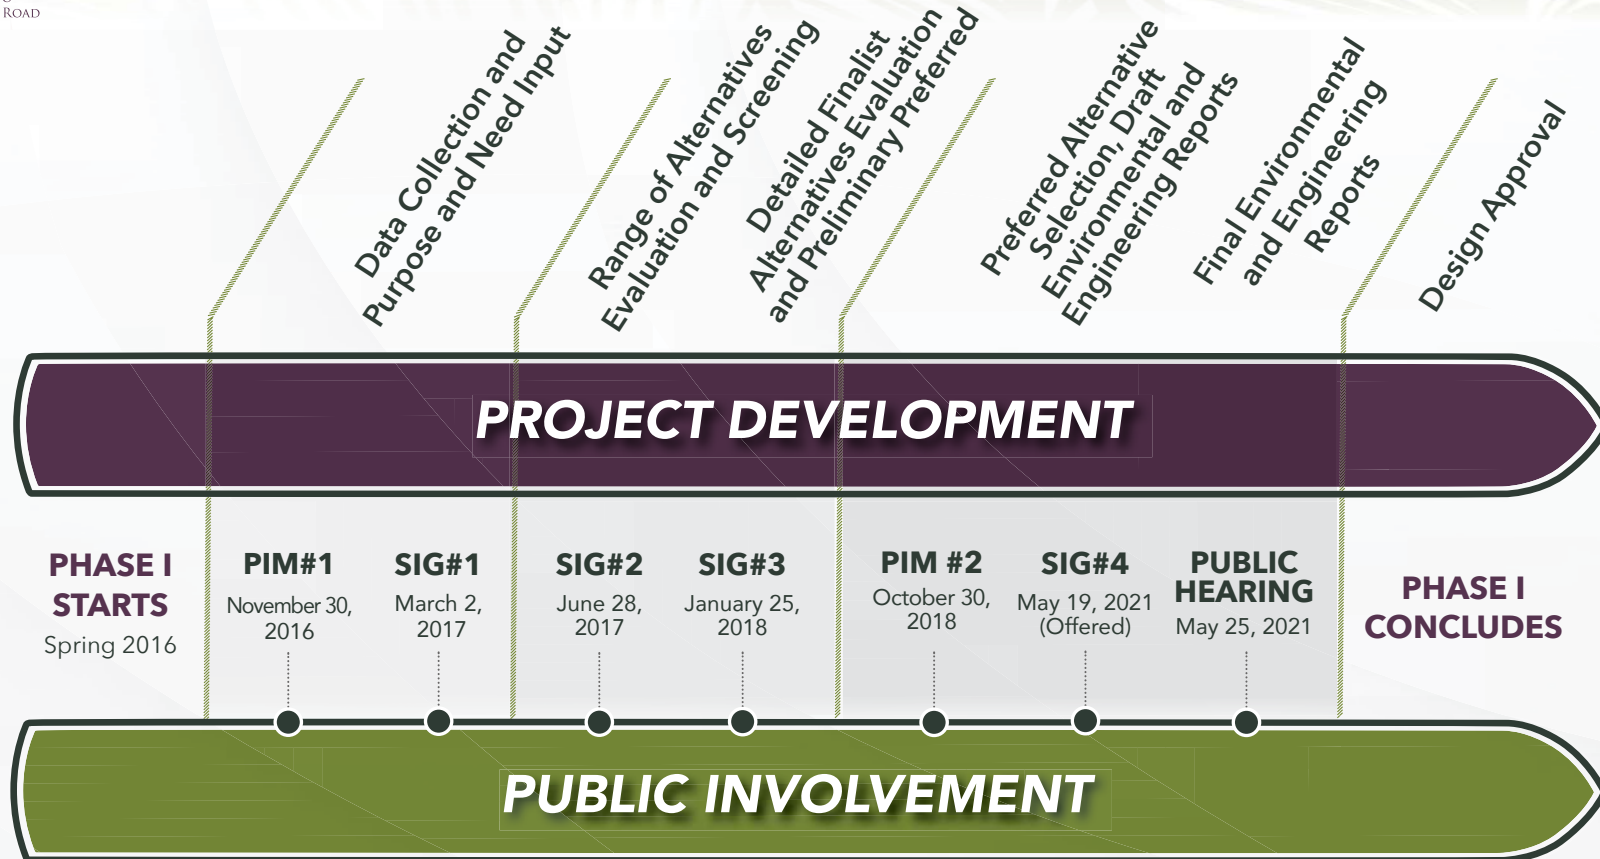 ROAD
Data Collection and
Purpose and Need Input
Range of Alternatives
Evaluation and Screening
Detailed Finalist
Alternatives Evaluation
and Preliminary Preferred
Preferred Alternative
Selection, Draft
Environmental and
Engineering Reports
Final Environmental
and Engineering
Reports
Design Approval
PROJECT DEVELOPMENT
PHASE I
STARTS
Spring 2016
PIM#1
November 30,
2016
SIG#1
March 2,
2017
SIG#2
June 28,
2017
SIG#3
January 25,
2018
PIM #2
October 30,
2018
SIG#4
May 19, 2021
(Offered)
PUBLIC
HEARING
May 25, 2021
PHASE I
CONCLUDES
PUBLIC INVOLVEMENT